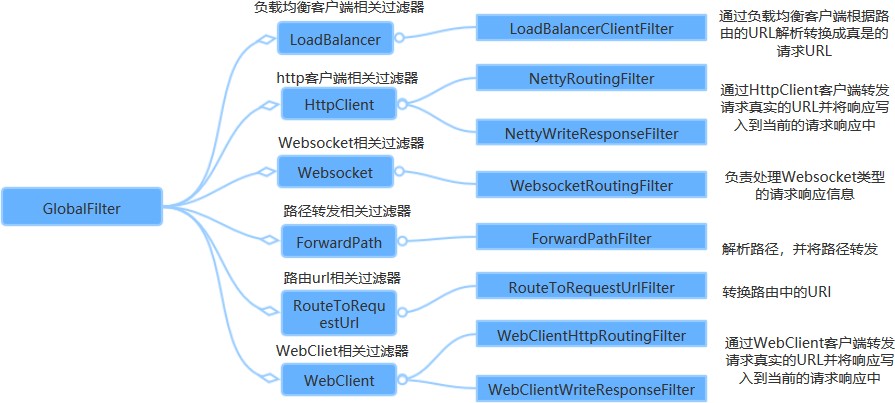 负载均衡客户端相关过滤器
LoadBalancer
LoadBalancerClientFilter
通过负载均衡客户端根据路
由的URL解析转换成真是的
请求URL
http客户端相关过滤器
HttpClient
NettyRoutingFilter
NettyWriteResponseFilter
通过HttpClient客户端转发
请求真实的URL并将响应写
入到当前的请求响应中
Websocket相关过滤器
Websocket
WebsocketRoutingFilter
负责处理Websocket类型
的请求响应信息
GlobalFilter
路径转发相关过滤器
ForwardPath
ForwardPathFilter
解析路径，并将路径转发
路由url相关过滤器
RouteToRequ
estUrl
RouteToRequestUrlFilter
转换路由中的URI
WebCliet相关过滤器
WebClient
WebClientHttpRoutingFilter
WebClientWriteResponseFilter
通过WebClient客户端转发
请求真实的URL并将响应写
入到当前的请求响应中